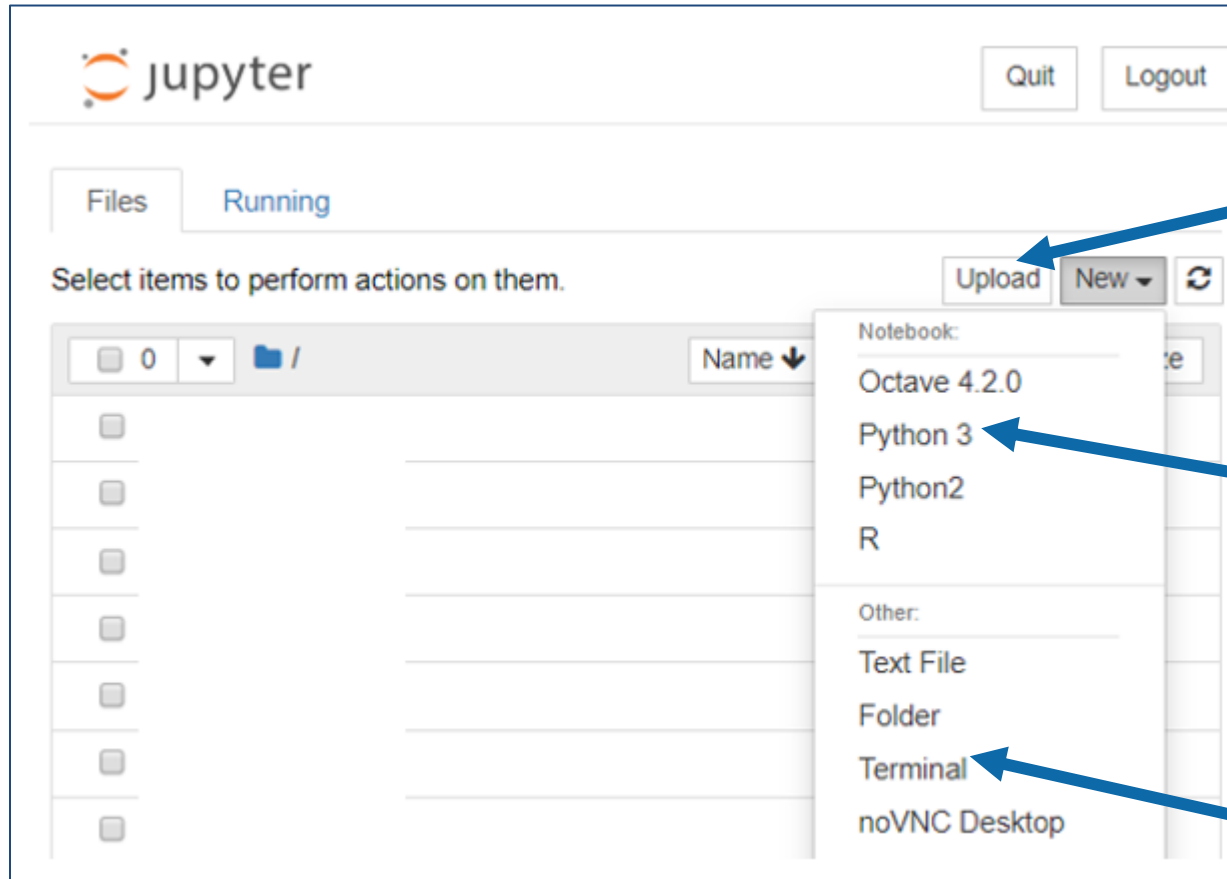 jupyter
Quit
Logout
Files
Running
Select items to perform actions on them.
Upload
New
0
/
Name
Notebook:
Octave 4.2.0
Python 3
Python2
R
Other:
Text File
Folder
Terminal
noVNC Desktop